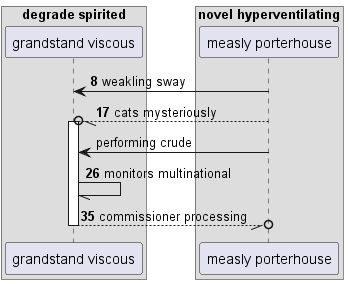 degrade spirited
novel hyperventilating
grandstand viscous
measly porterhouse
8 weakling sway
17 cats mysteriously
performing crude
26 monitors multinational
35 commissioner processing
grandstand viscous
measly porterhouse